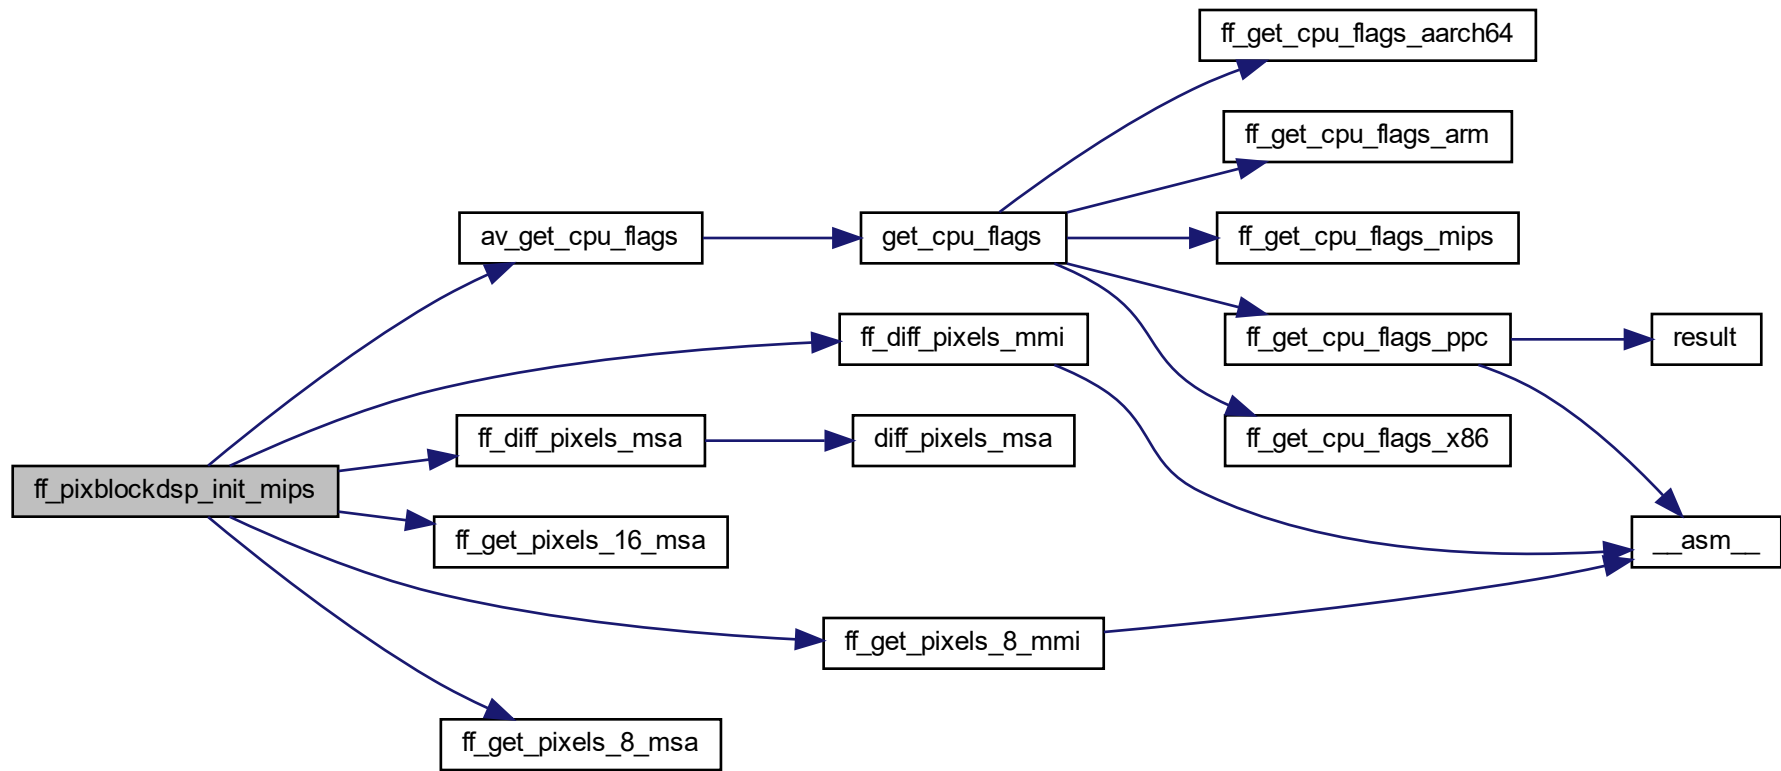 ff_get_cpu_flags_aarch64
ff_get_cpu_flags_arm
av_get_cpu_flags
get_cpu_flags
ff_get_cpu_flags_mips
ff_diff_pixels_mmi
ff_get_cpu_flags_ppc
result
ff_diff_pixels_msa
diff_pixels_msa
ff_get_cpu_flags_x86
ff_pixblockdsp_init_mips
ff_get_pixels_16_msa
__asm__
ff_get_pixels_8_mmi
ff_get_pixels_8_msa